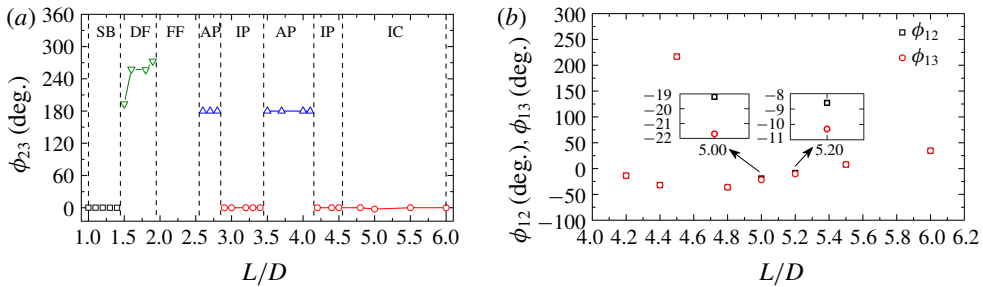 (a)
360
270
180
90
0
ϕ23 (deg.)
SB DF FF AP IP AP IP IC
1.0 1.5 2.0 2.5 3.0 3.5 4.0 4.5 5.0 5.5 6.0
L/D
(b)
300
250
200
150
100
50
0
−50
−100
ϕ12 (deg.), ϕ13 (deg.)
ϕ12
ϕ13
−19
−20
−21
−22
5.00
−8
−9
−10
−11
5.20
4.0 4.2 4.4 4.6 4.8 5.0 5.2 5.4 5.6 5.8 6.0 6.2
L/D